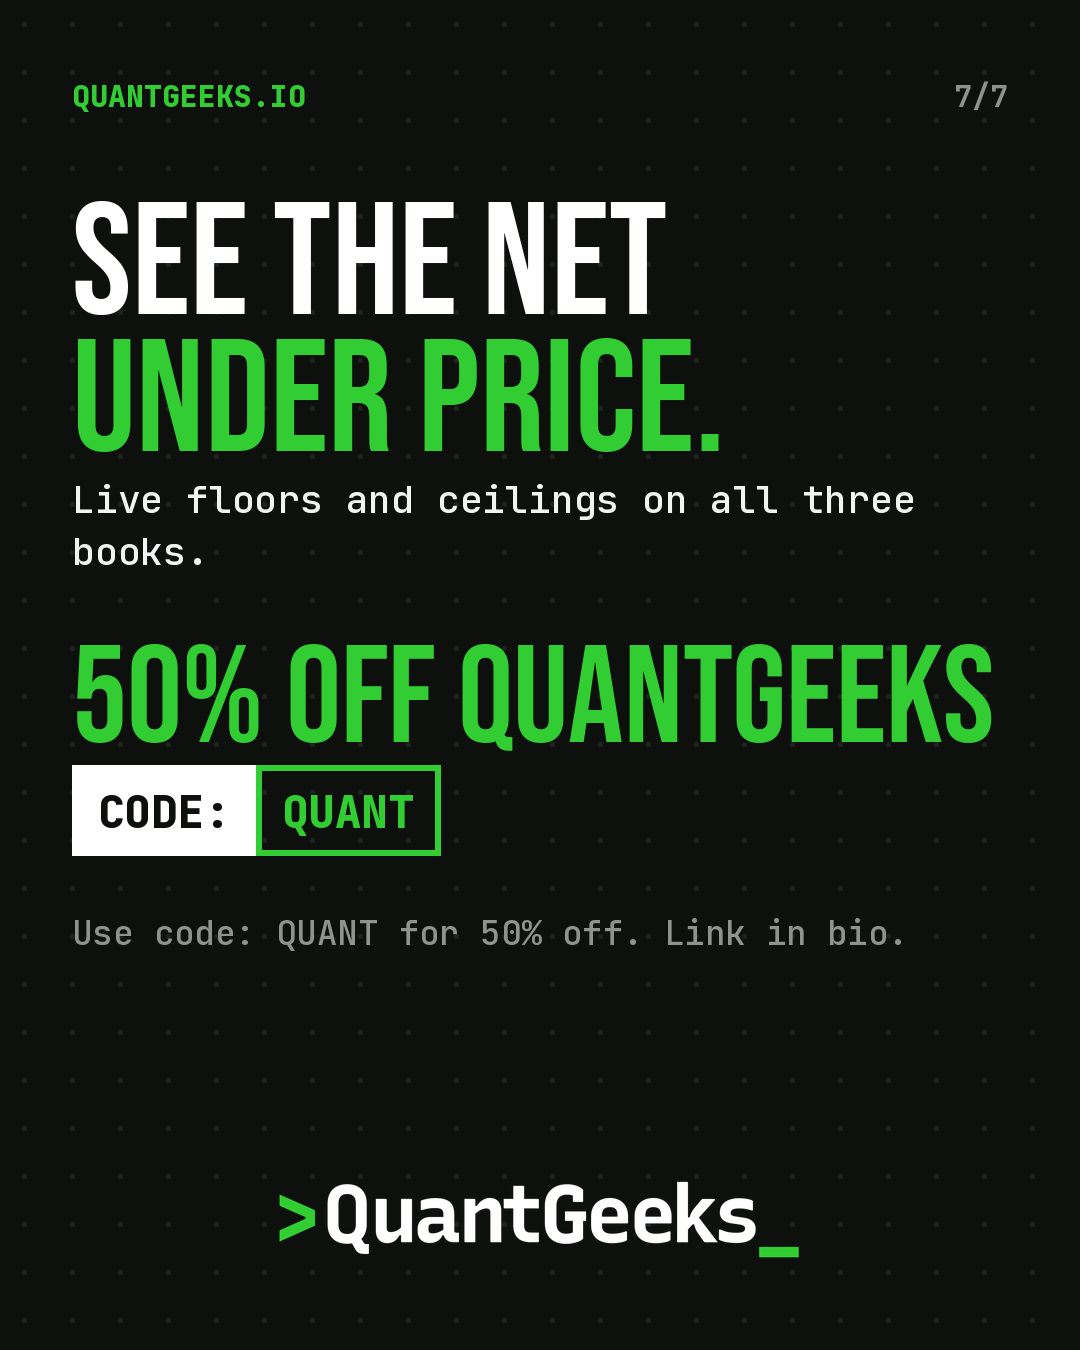 QUANTGEEKS.IO
7/7
SEE THE NET
UNDER PRICE.
Live floors and ceilings on all three
books.
50% OFF QUANTGEEKS
CODE: QUANT
Use code: QUANT for 50% off. Link in bio.
>QuantGeeks_